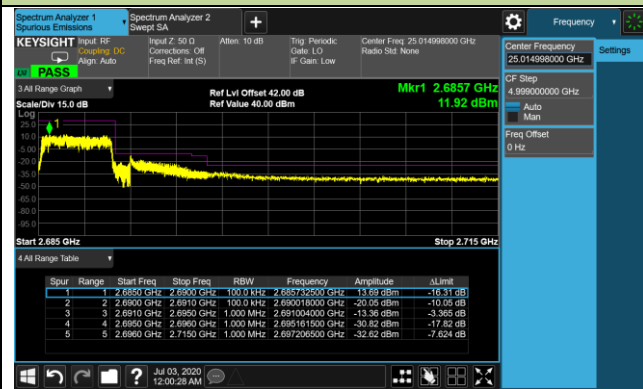 Spectrum Analyzer 1
Spurious Emissions
Spectrum Analyzer 2
Swept SA
+
Frequency
KEYSIGHT
Input: RF
Coupling: DC
Align: Auto
Input Z: 50 Ω
Corrections: Off
Freq Ref: Int (S)
Atten: 10 dB
Trig: Periodic
Gate: LO
IF Gain: Low
Center Freq: 25.014998000 GHz
Radio Std: None
PASS
3 All Range Graph
Scale/Div 15.0 dB
Ref Lvl Offset 42.00 dB
Ref Value 40.00 dBm
Mkr1 2.6857 GHz
11.92 dBm
Log
25.0
10.0
-5.00
-20.0
-35.0
-50.0
-65.0
-80.0
-95.0
1
Start 2.685 GHz
Stop 2.715 GHz
4 All Range Table
Spur Range Start Freq Stop Freq RBW Frequency Amplitude ΔLimit
1 1 2.6850 GHz 2.6900 GHz 100.0 kHz 2.685732500 GHz 13.69 dBm -16.31 dB
2 2 2.6900 GHz 2.6910 GHz 100.0 kHz 2.690018000 GHz -20.05 dBm -10.05 dB
3 3 2.6910 GHz 2.6950 GHz 1.000 MHz 2.691004000 GHz -13.36 dBm -3.365 dB
4 4 2.6950 GHz 2.6960 GHz 1.000 MHz 2.695161500 GHz -30.82 dBm -17.82 dB
5 5 2.6960 GHz 2.7150 GHz 1.000 MHz 2.697206500 GHz -32.62 dBm -7.624 dB
Center Frequency
25.014998000 GHz
Settings
CF Step
4.999000000 GHz
Auto
Man
Freq Offset
0 Hz
?
Jul 03, 2020
12:00:28 AM